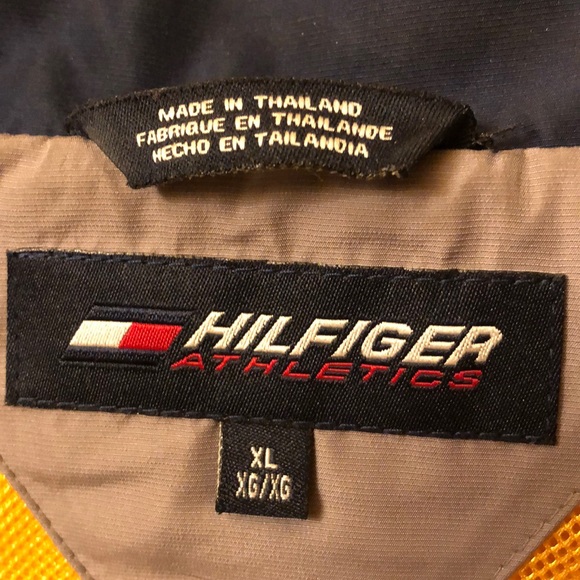 MADE IN THAILAND
FABRIQUE EN THAILANDE
HECHO EN TAILANDIA
HILFIGER
ATHLETICS
XL
XG/XG